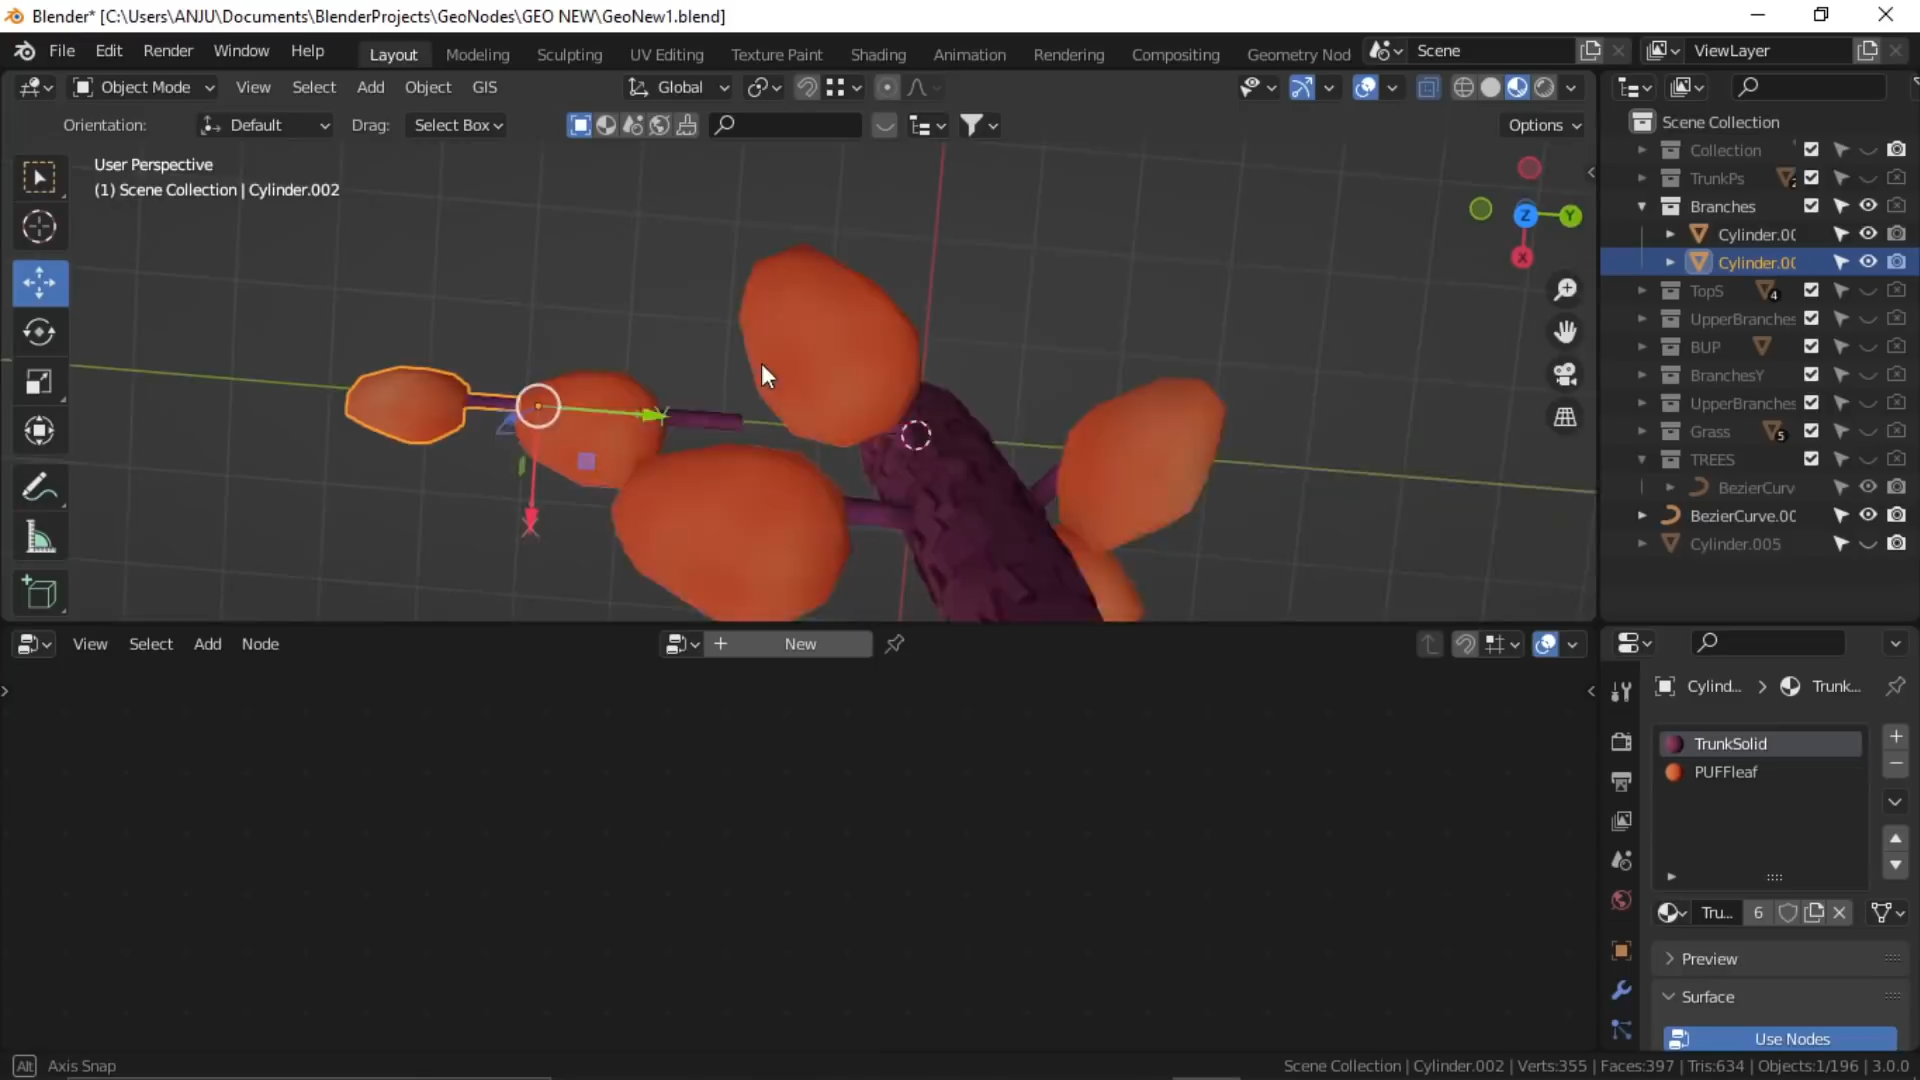 Blender* [C:\Users\ANJU\Documents\BlenderProjects\GeoNodes\GEO NEW\GeoNew1.blend]
File Edit Render Window Help Layout Modeling Sculpting UV Editing Texture Paint Shading Animation Rendering Compositing Geometry Nod Scene ViewLayer
Object Mode View Select Add Object GIS Global
Orientation: Default Drag: Select Box Options
User Perspective
(1) Scene Collection | Cylinder.002
Z Y
X
Y
X
Scene Collection
Collection
TrunkPs
Branches
Cylinder.00
Cylinder.00
TopS 4
UpperBranches
BUP
BranchesY
UpperBranches
Grass 5
TREES
BezierCurv
BezierCurve.00
Cylinder.005
View Select Add Node New
Cylind... Trunk...
TrunkSolid
PUFFleaf
Tru... 6
Preview
Surface
Use Nodes
Alt Axis Snap
Scene Collection | Cylinder.002 | Verts:355 | Faces:397 | Tris:634 | Objects:1/196 | 3.0.0